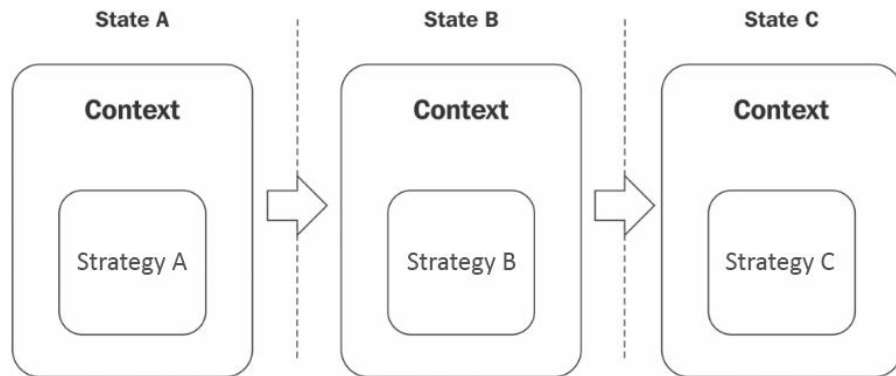 State A
State B
State C
Context
Context
Context
Strategy A
Strategy B
Strategy C